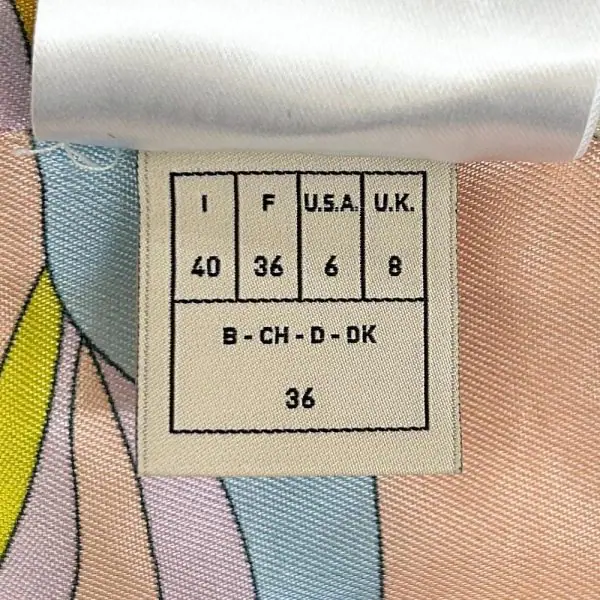 I F U.S.A. U.K.
40 36 6 8
B - CH - D - DK
36